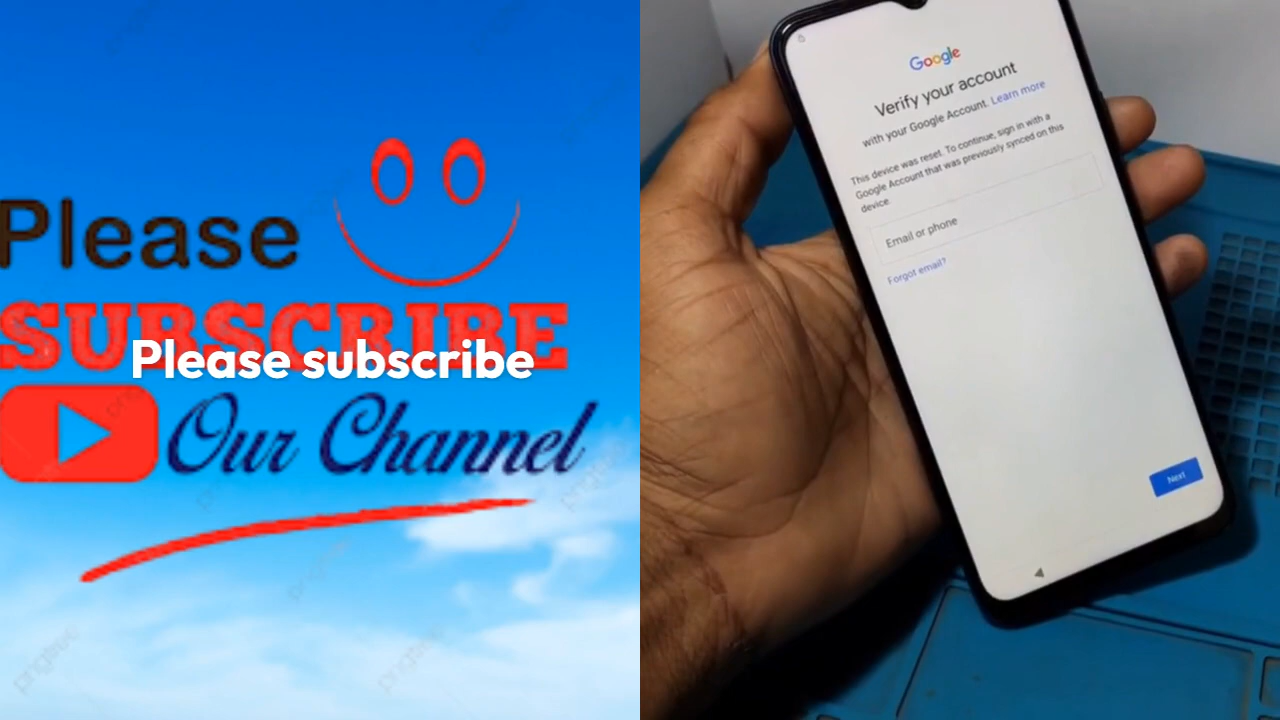 Please
SUBSCRIBE
Please subscribe
Our Channel
pngtree
Google
Verify your account
with your Google Account. Learn more
This device was reset. To continue, sign in with a
Google Account that was previously synced on this
device.
Email or phone
Forgot email?
Next